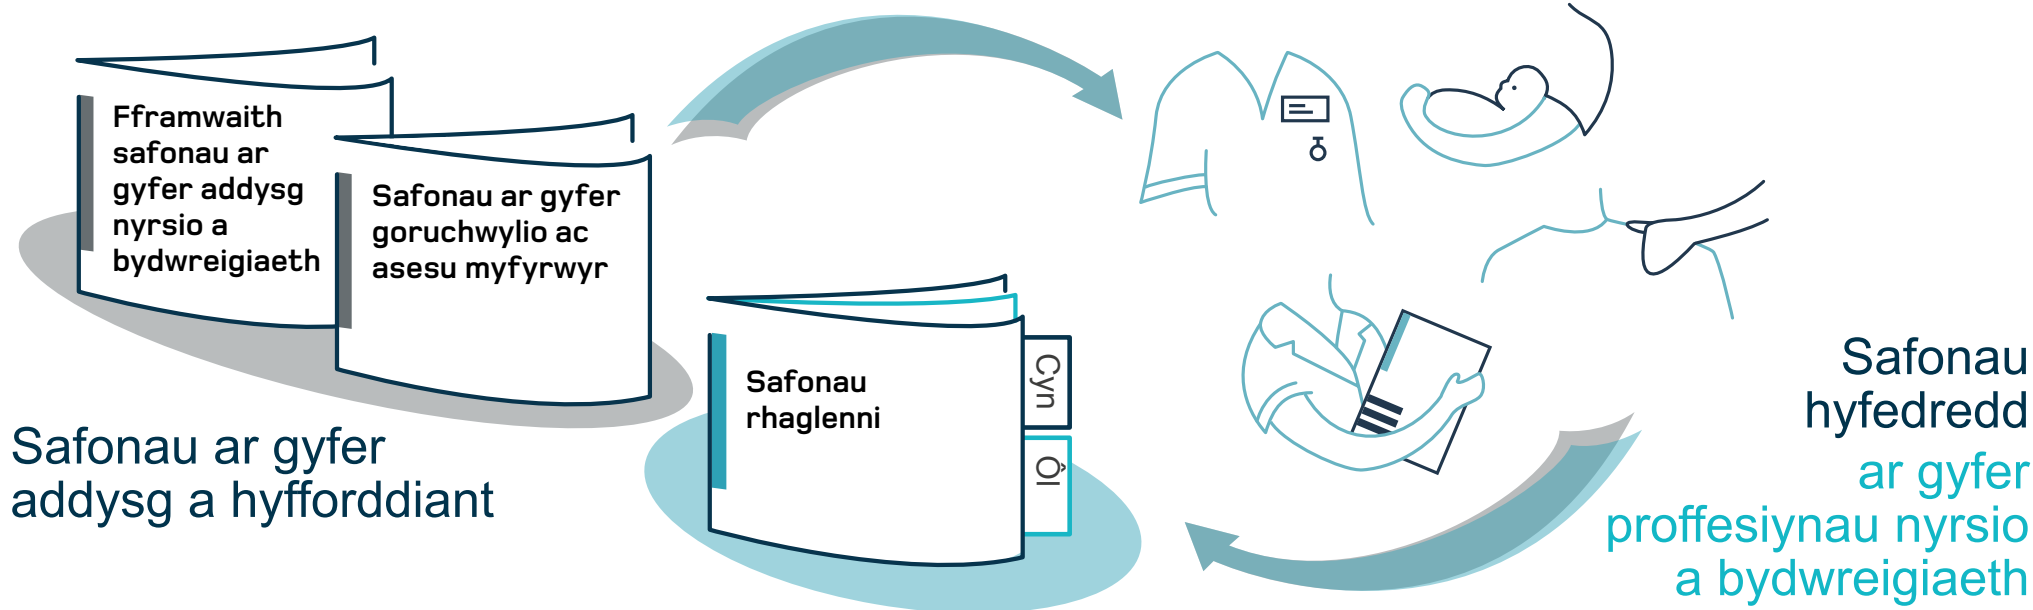 Fframwaith
safonau ar
gyfer addysg
nyrsio a
bydwreigiaeth
Safonau ar gyfer
goruchwylio ac
asesu myfyrwyr
Safonau ar gyfer
addysg a hyfforddiant
Safonau
rhaglenni
Cyn
Ôl
Safonau
hyfedredd
ar gyfer
proffesiynau nyrsio
a bydwreigiaeth